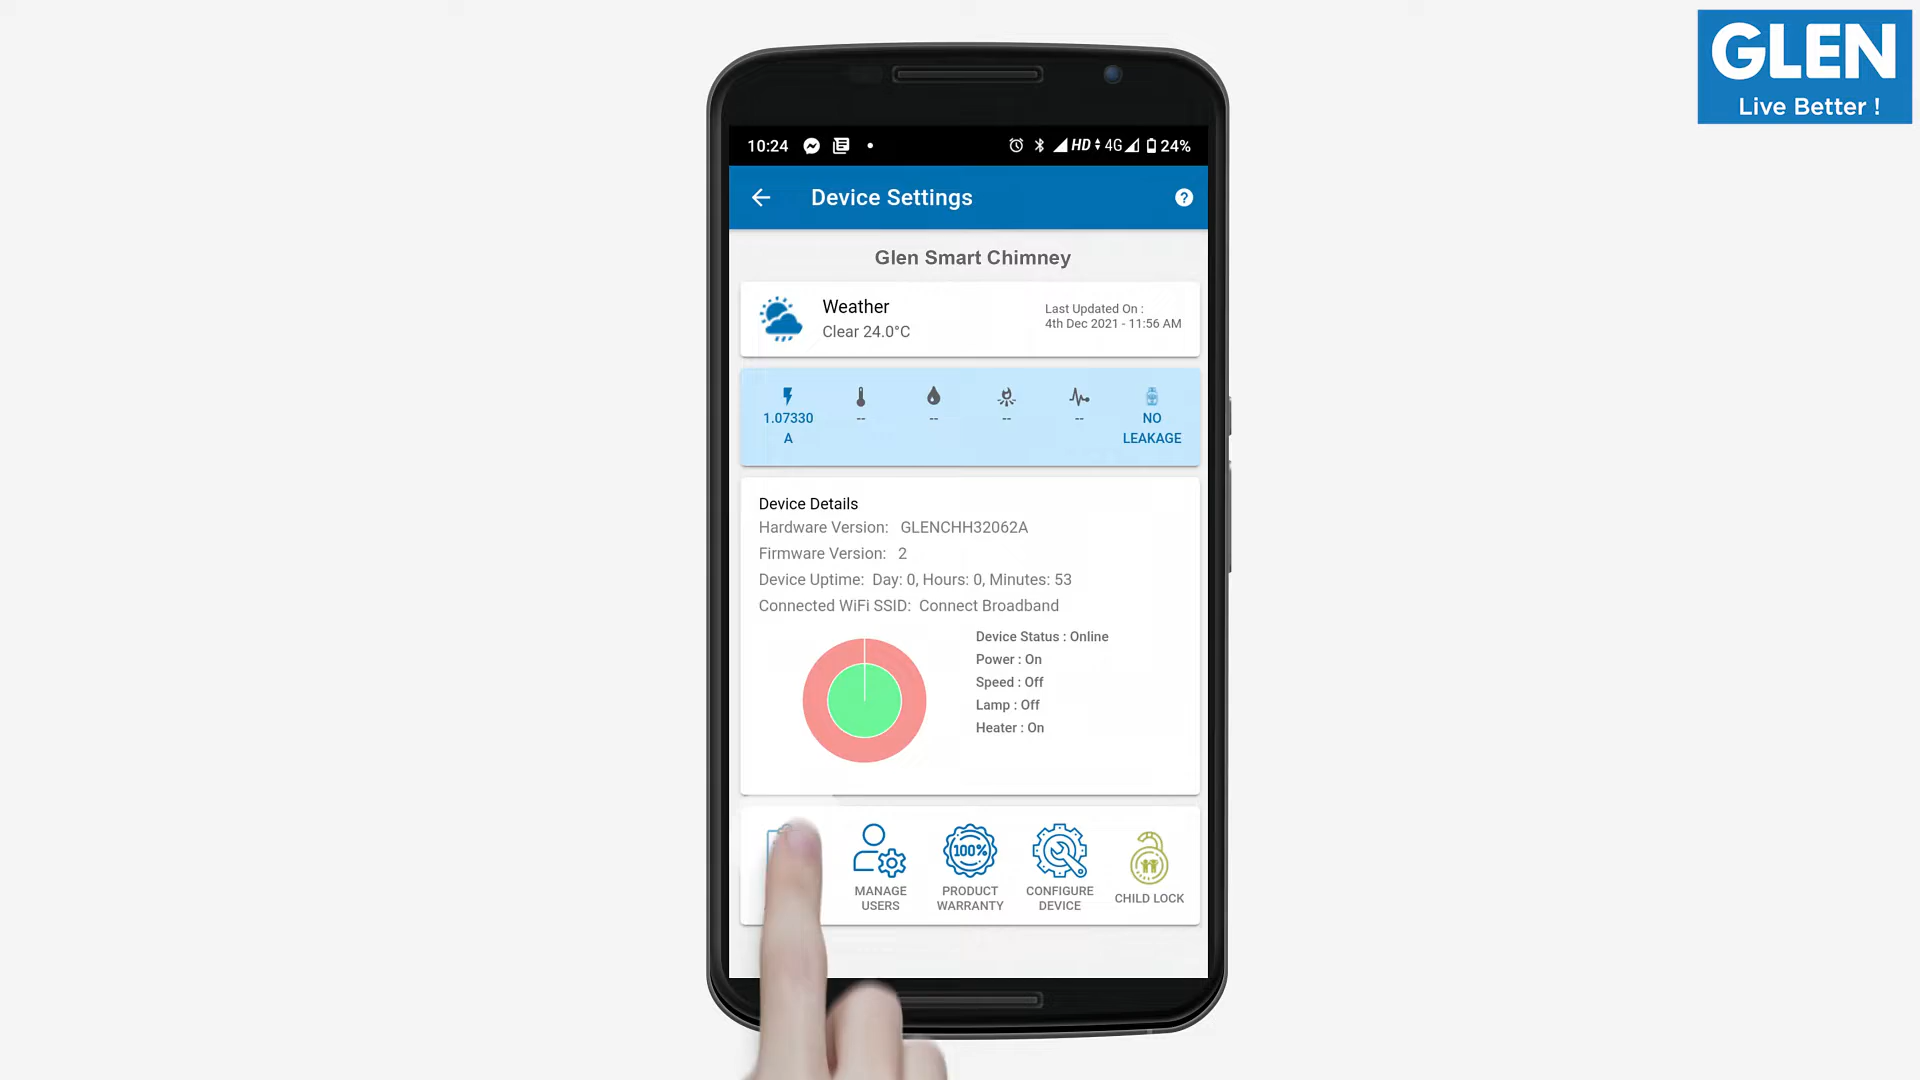 GLEN
Live Better !
10:24 HD 4G 24%
Device Settings ?
Glen Smart Chimney
Weather
Clear 24.0°C
Last Updated On :
4th Dec 2021 - 11:56 AM
1.07330 -- -- -- -- NO
A LEAKAGE
Device Details
Hardware Version: GLENCHH32062A
Firmware Version: 2
Device Uptime: Day: 0, Hours: 0, Minutes: 53
Connected WiFi SSID: Connect Broadband
Device Status : Online
Power : On
Speed : Off
Lamp : Off
Heater : On
100%
MANAGE
USERS
PRODUCT
WARRANTY
CONFIGURE
DEVICE
CHILD LOCK